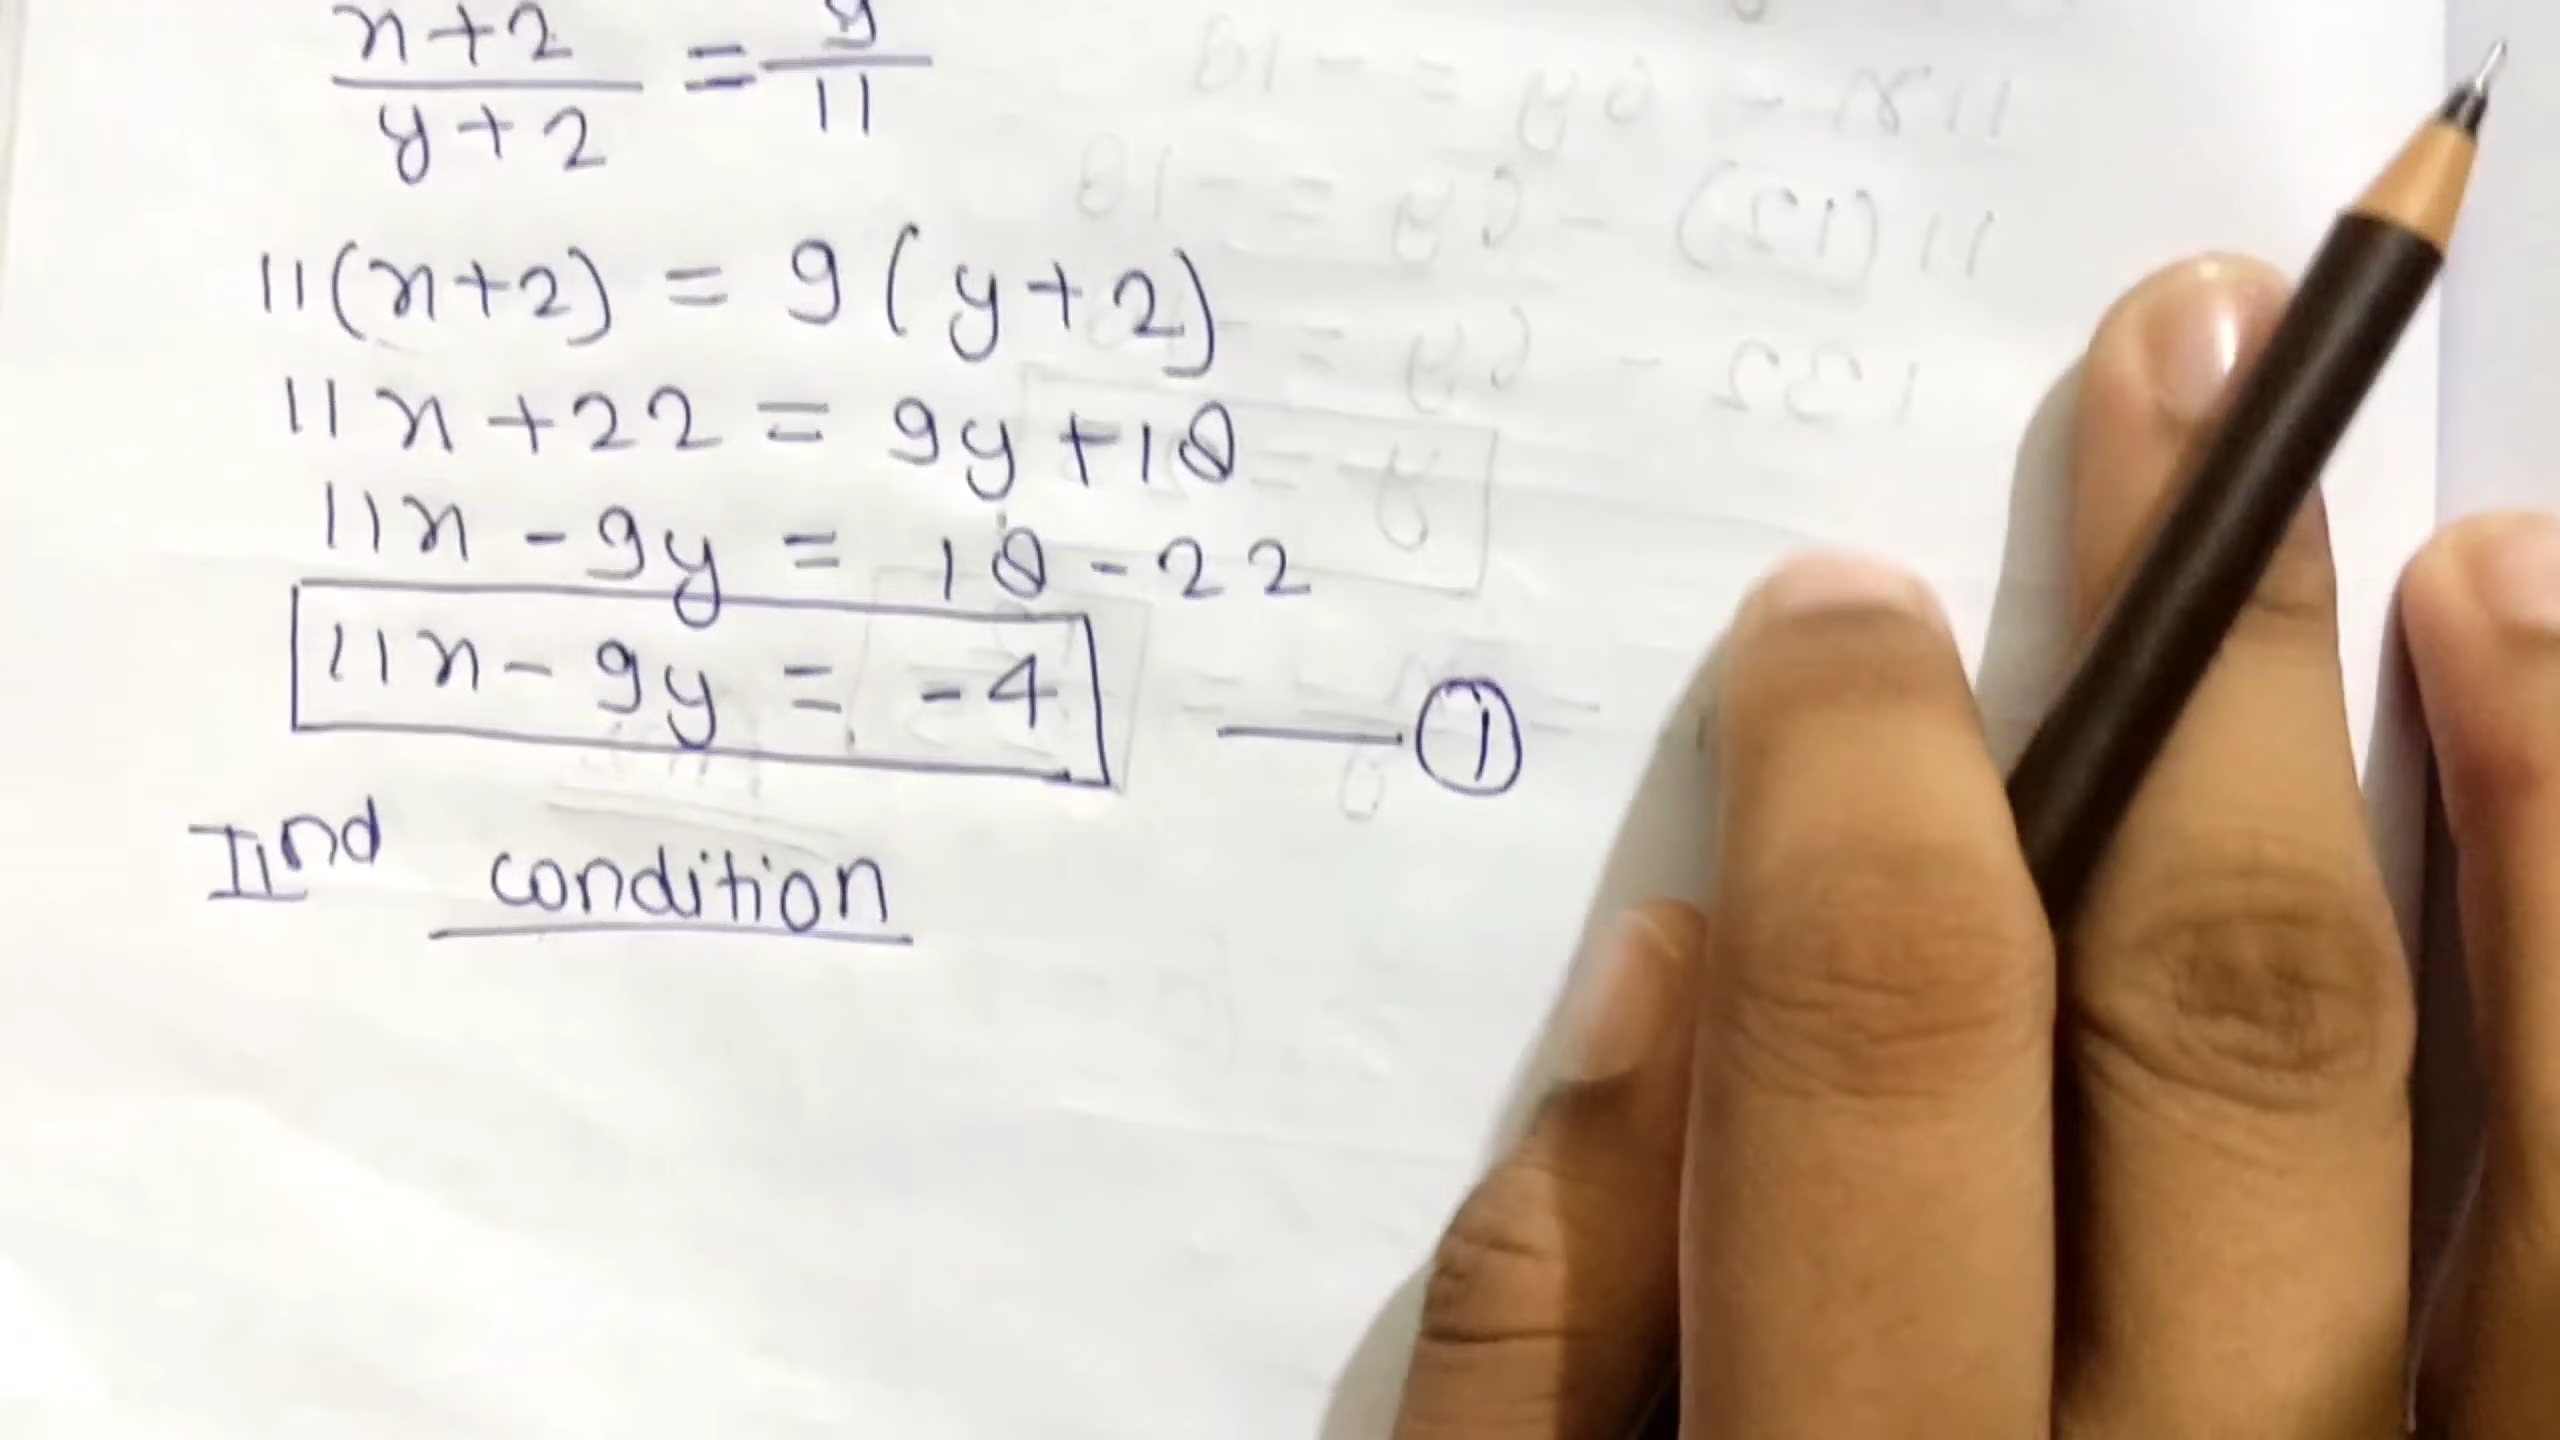 x+2/y+2 = 9/11
11(x+2) = 9(y+2)
11x+22 = 9y+18
11x-9y = 18-22
11x-9y = -4 —①
IInd condition